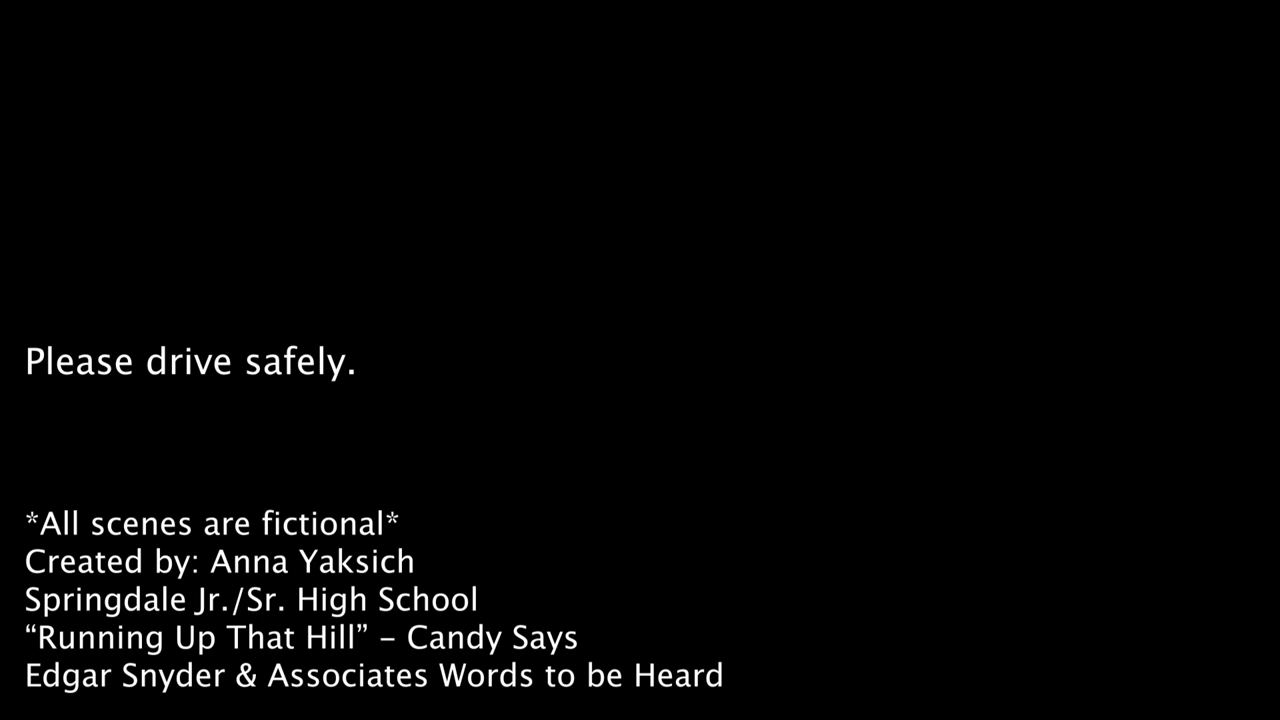 Please drive safely.
*All scenes are fictional*
Created by: Anna Yaksich
Springdale Jr./Sr. High School
“Running Up That Hill” – Candy Says
Edgar Snyder & Associates Words to be Heard